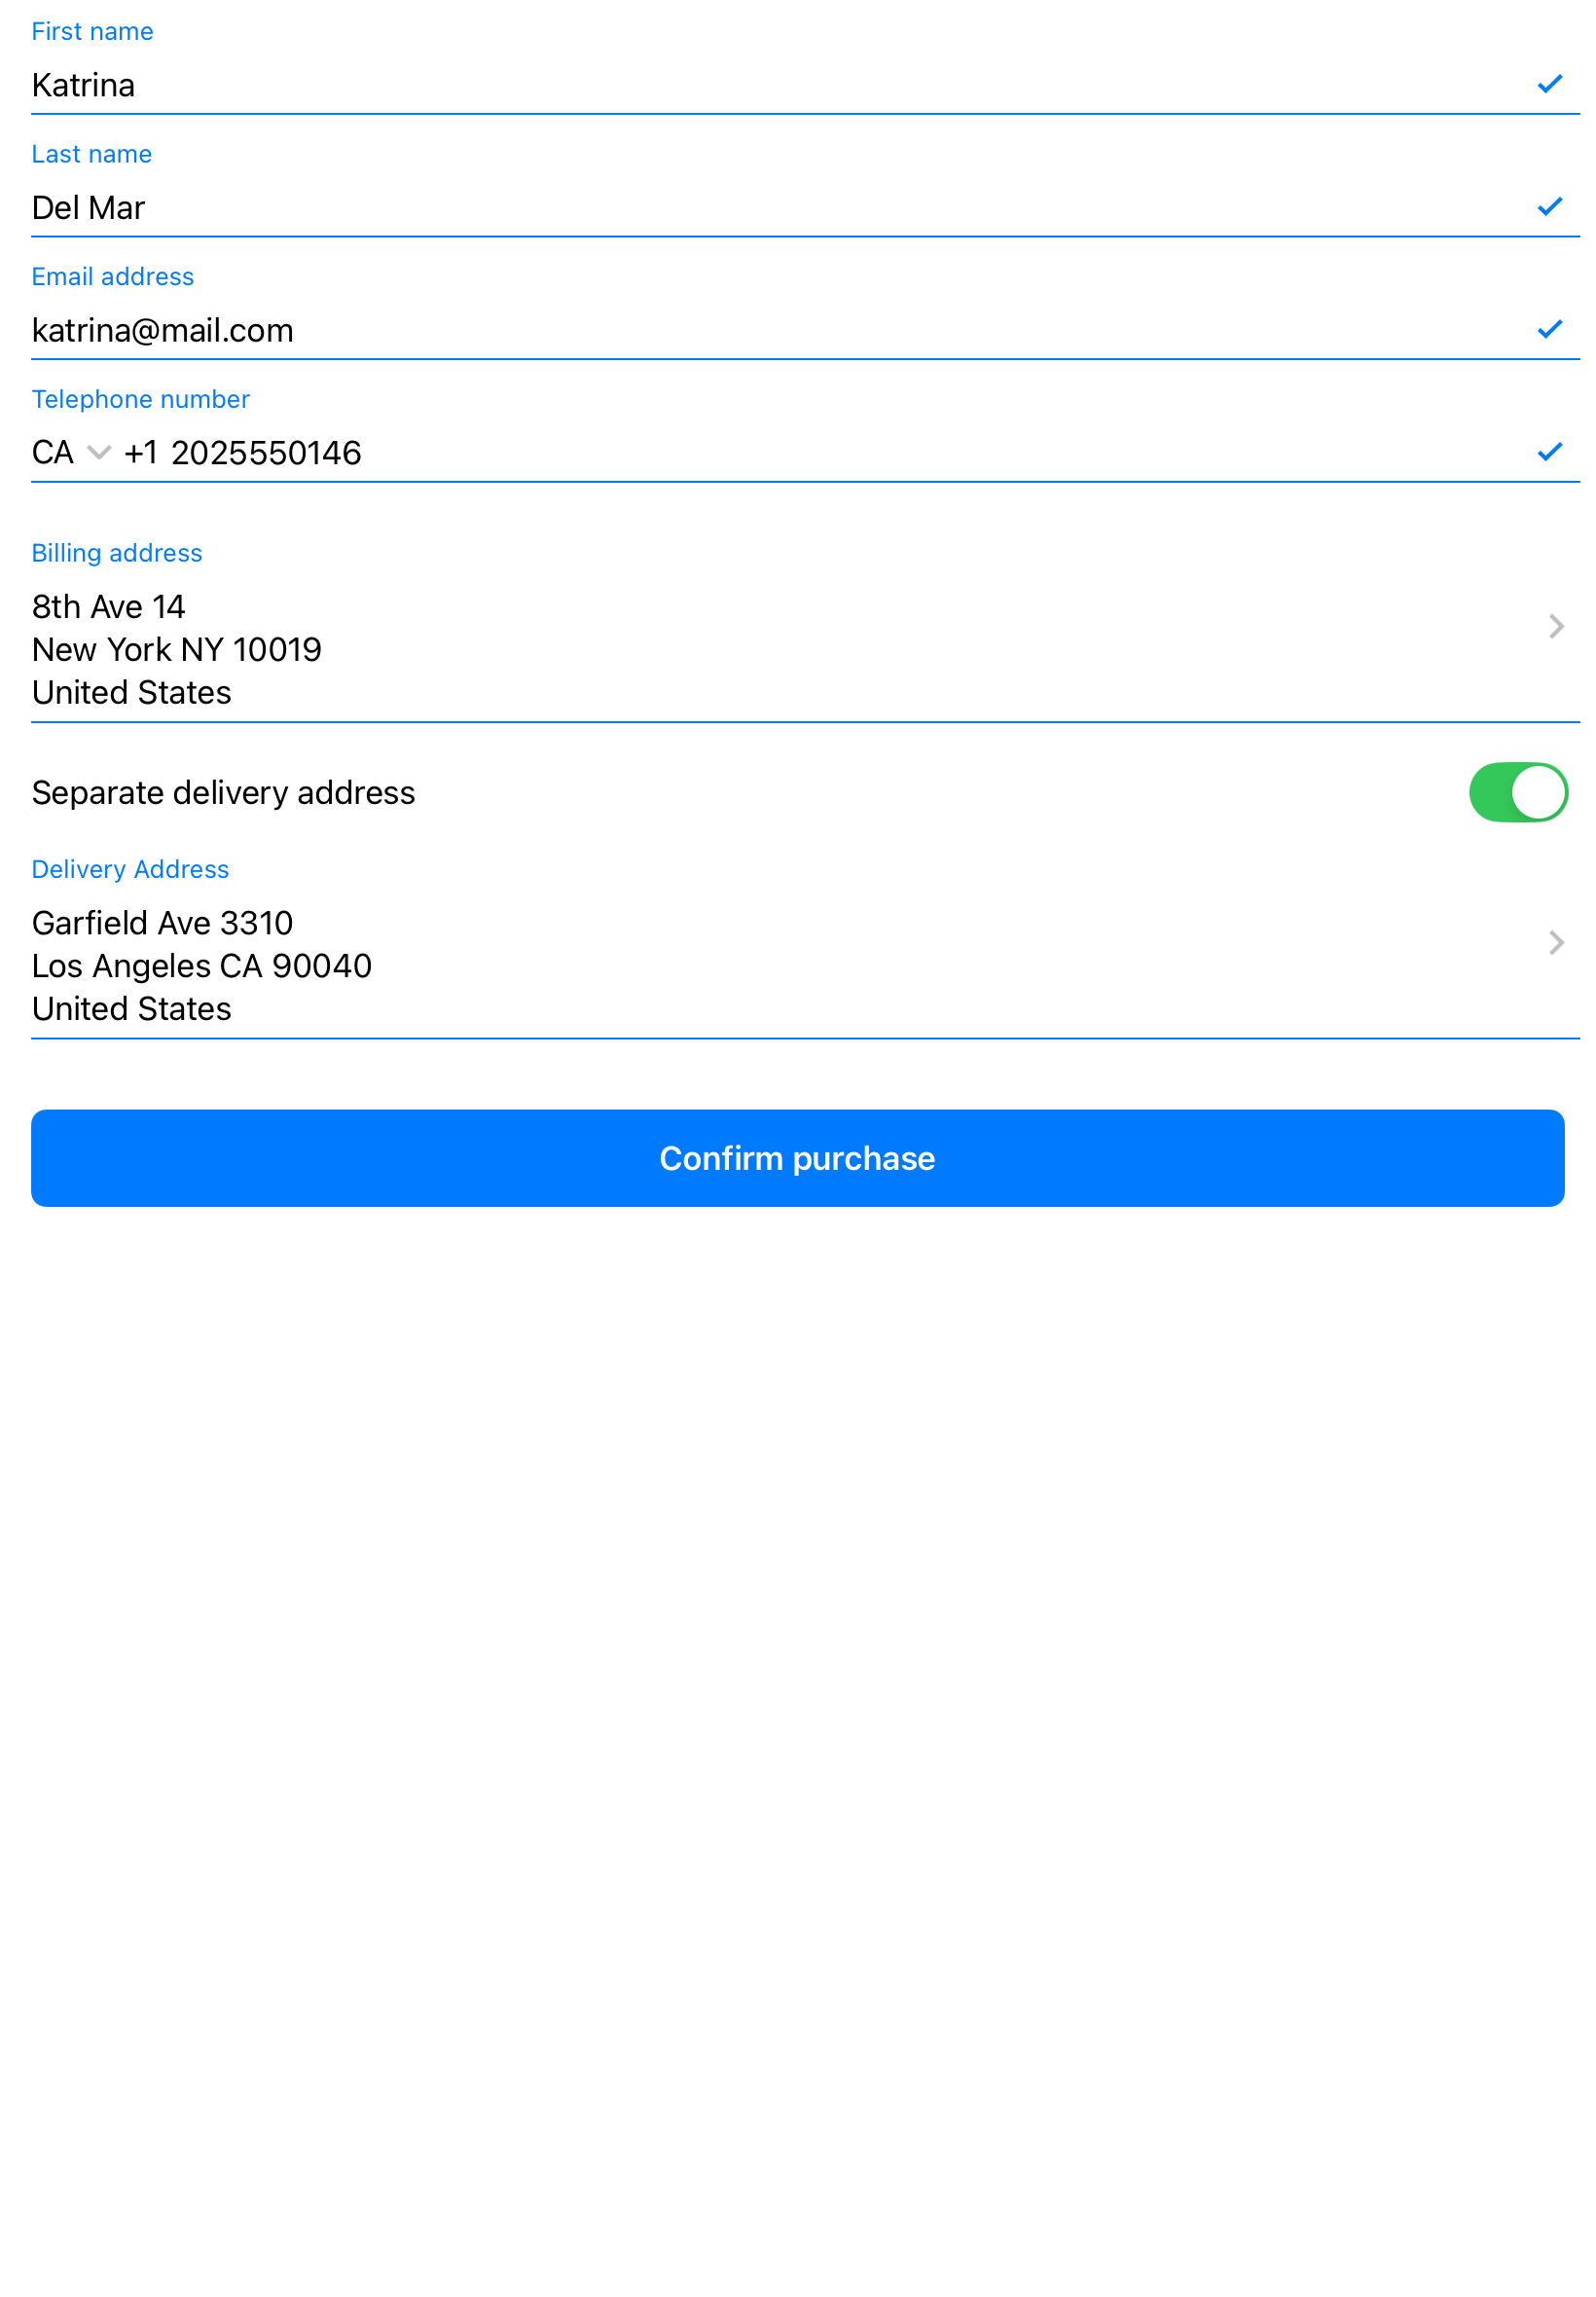 First name
Katrina
Last name
Del Mar
Email address
katrina@mail.com
Telephone number
CA +1 2025550146
Billing address
8th Ave 14
New York NY 10019
United States
Separate delivery address
Delivery Address
Garfield Ave 3310
Los Angeles CA 90040
United States
Confirm purchase